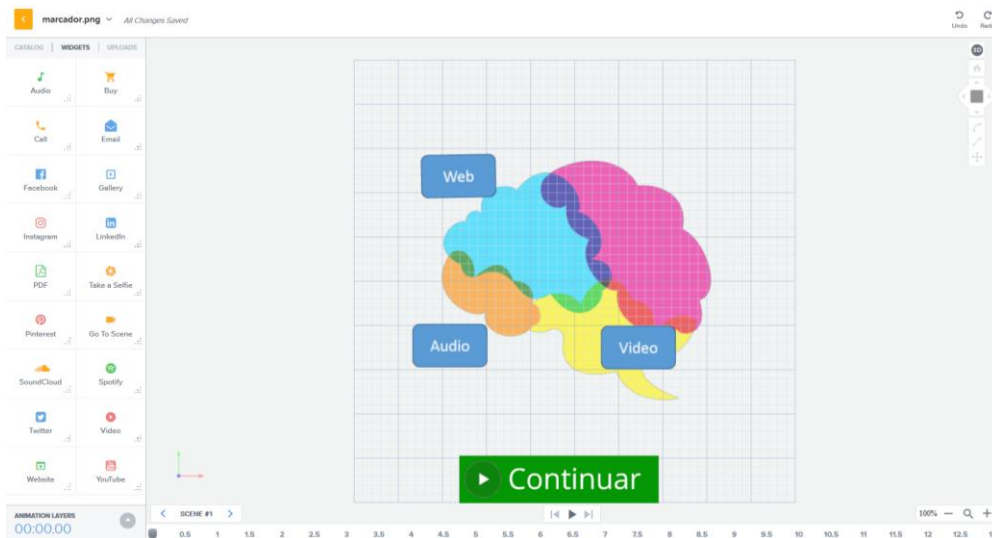 marcador.png All Changes Saved
Undo
CATALOG | WIDGETS | UPLOADS
2D
Audio Buy
Call Email
Facebook Gallery
Instagram LinkedIn
PDF Take a Selfie
Pinterest Go To Scene
SoundCloud Spotify
Twitter Video
Website YouTube
Web
Audio
Video
Continuar
ANIMATION LAYERS
00:00.00
SCENE #1
100%
0.5 1 1.5 2 2.5 3 3.5 4 4.5 5 5.5 6 6.5 7 7.5 8 8.5 9 9.5 10 10.5 11 11.5 12 12.5